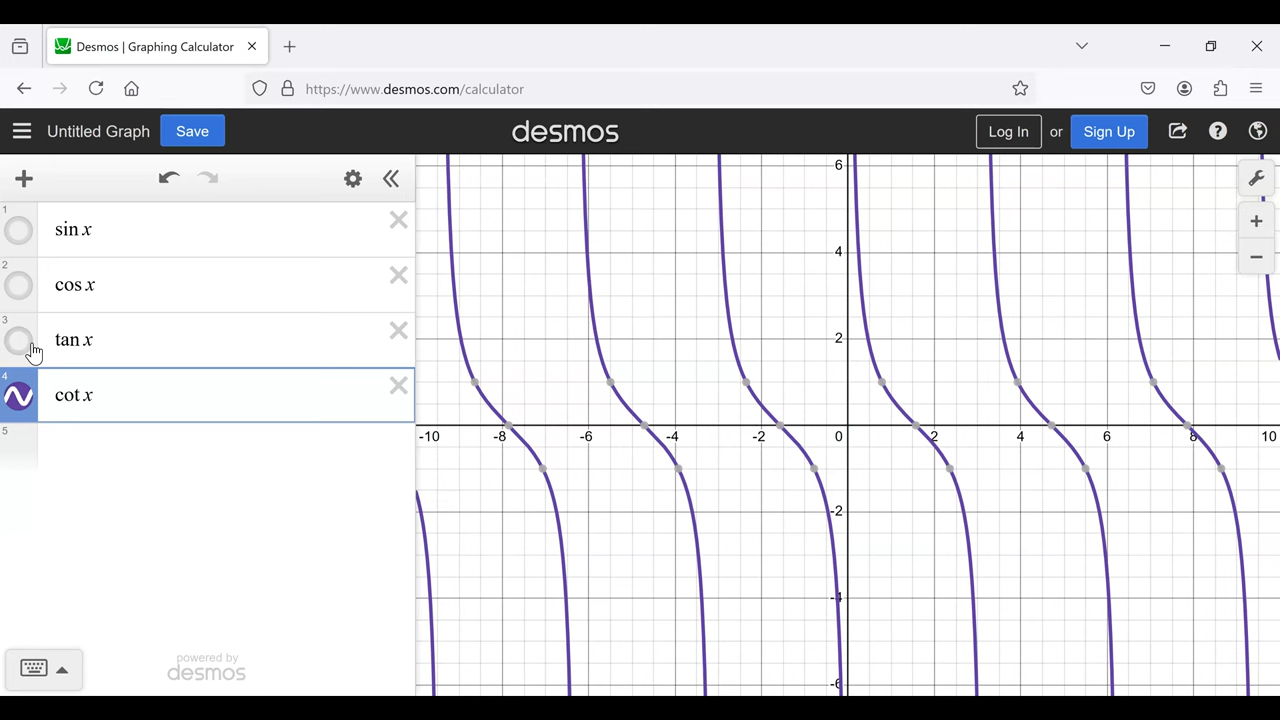 Desmos | Graphing Calculator
https://www.desmos.com/calculator
Untitled Graph
Save
desmos
Log In
or
Sign Up
1
sin x
2
cos x
3
tan x
4
cot x
5
6
4
2
-10
-8
-6
-4
-2
0
2
4
6
8
10
-2
-4
-6
powered by
desmos